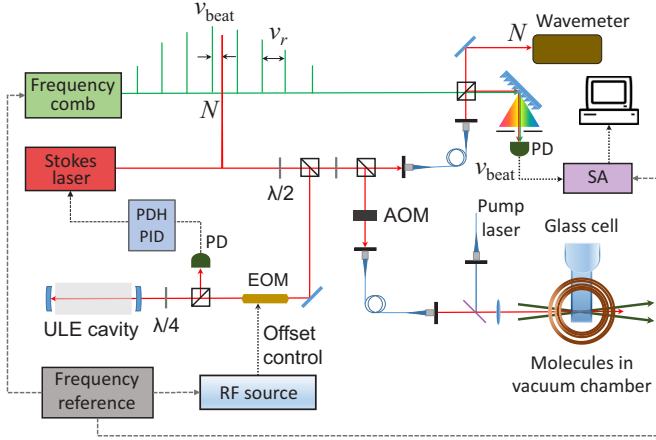 ν_beat
ν_r
Wavemeter
N
Frequency
comb
N
PD
ν_beat
SA
Stokes
laser
λ/2
AOM
PDH
PID
PD
Pump
laser
Glass cell
EOM
ULE cavity
λ/4
Offset
control
Molecules in
vacuum chamber
Frequency
reference
RF source